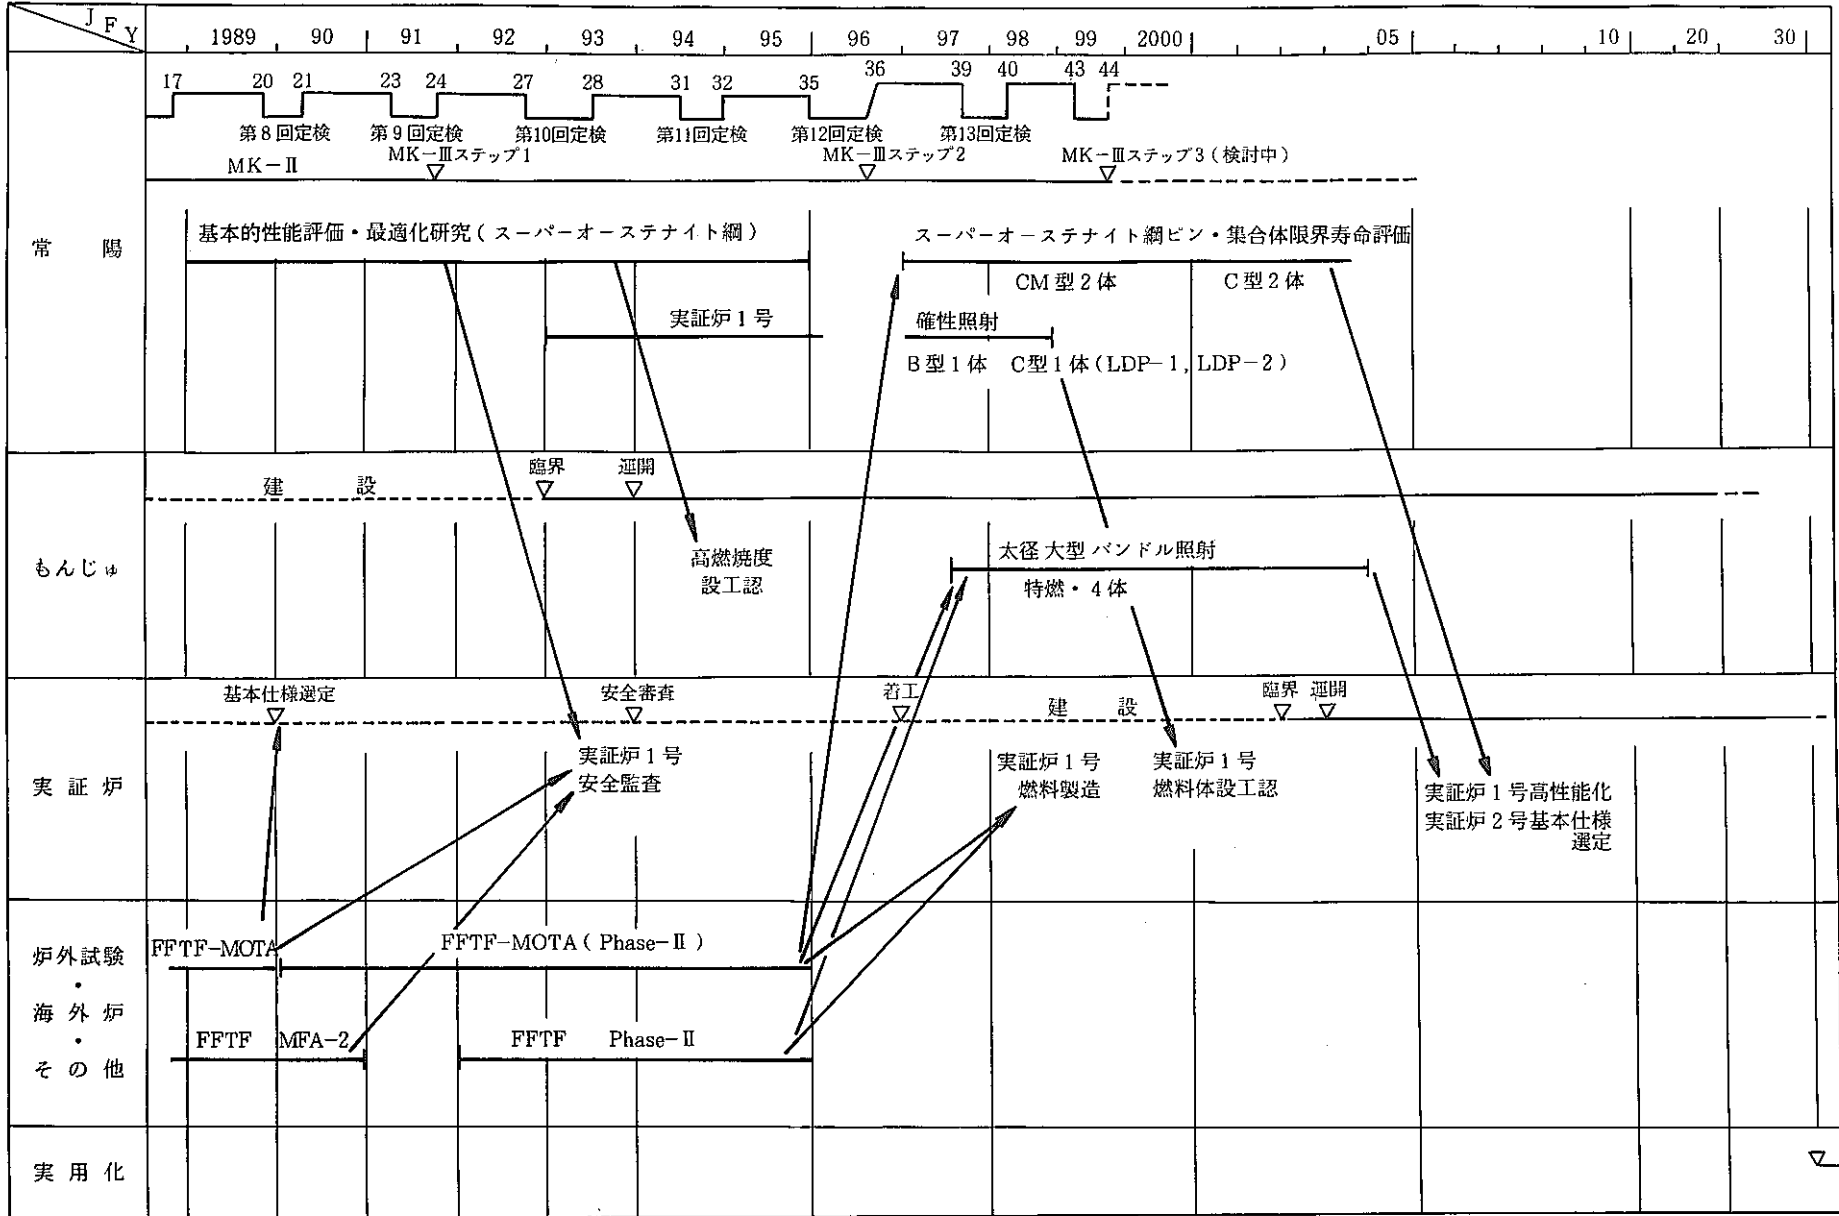 JFY
1989 90 91 92 93 94 95 96 97 98 99 2000 05 10 20 30
17 20 21 23 24 27 28 31 32 35 36 39 40 43 44
第8回定検 第9回定検 第10回定検 第11回定検 第12回定検 第13回定検
MK-Ⅱ MK-Ⅲステップ1 MK-Ⅲステップ2 MK-Ⅲステップ3(検討中)
常陽
基本的性能評価・最適化研究(スーパーオーステナイト綱)
スーパーオーステナイト綱ピン・集合体限界寿命評価
CM型2体 C型2体
実証炉1号 確性照射
B型1体 C型1体(LDP-1, LDP-2)
もんじゅ
建設 臨界 運開
高燃焼度
設工認
太径大型バンドル照射
特燃・4体
実証炉
基本仕様選定 安全審査 着工 建設 臨界 運開
実証炉1号
安全監査
実証炉1号
燃料製造
実証炉1号
燃料体設工認
実証炉1号高性能化
実証炉2号基本仕様
選定
炉外試験
・
海外炉
・
その他
FFTF-MOTA FFTF-MOTA(Phase-Ⅱ)
FFTF MFA-2 FFTF Phase-Ⅱ
実用化